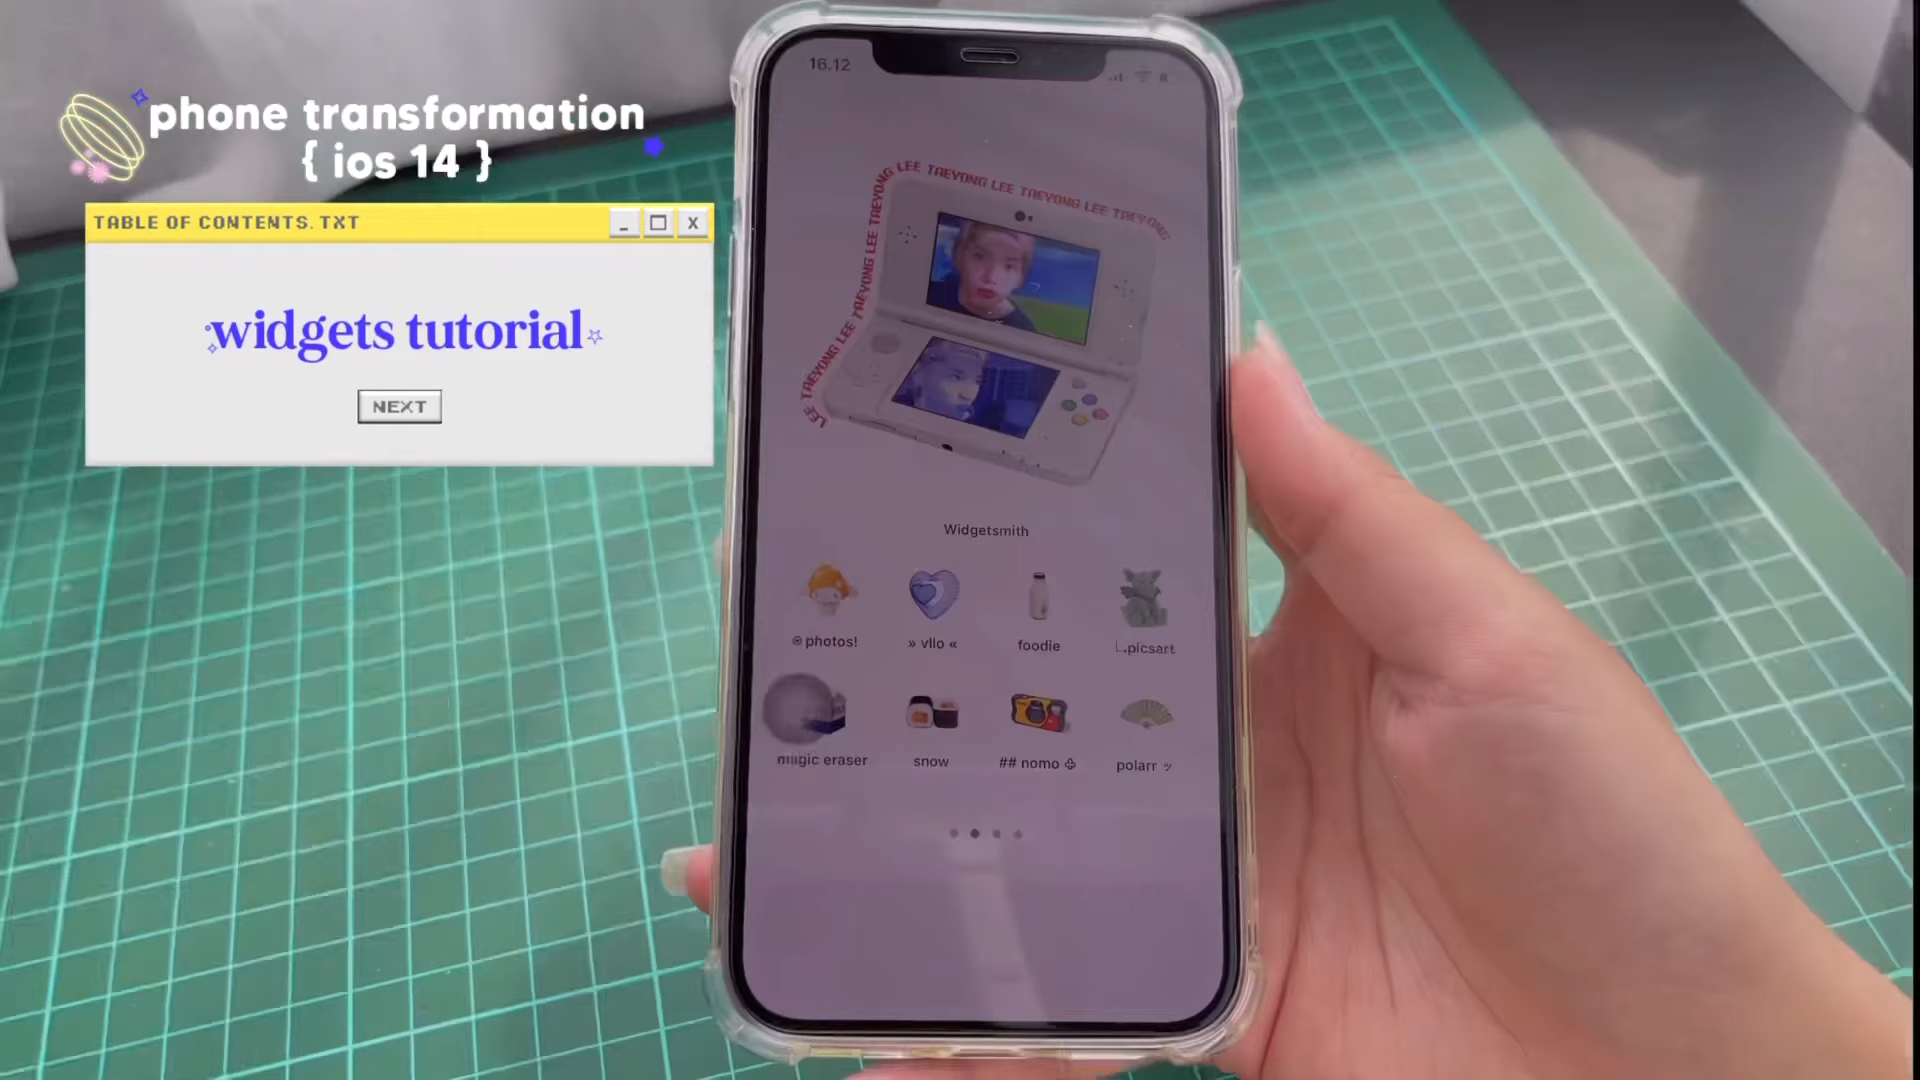 phone transformation
{ ios 14 }
TABLE OF CONTENTS.TXT
widgets tutorial
NEXT
16.12
LEE TAEYONG LEE TAEYONG LEE TAEYONG LEE TAEYONG LEE TAEYONG LEE TAEYONG
Widgetsmith
photos!
» vllo «
foodie
picsart
magic eraser
snow
## nomo
polarr ッ